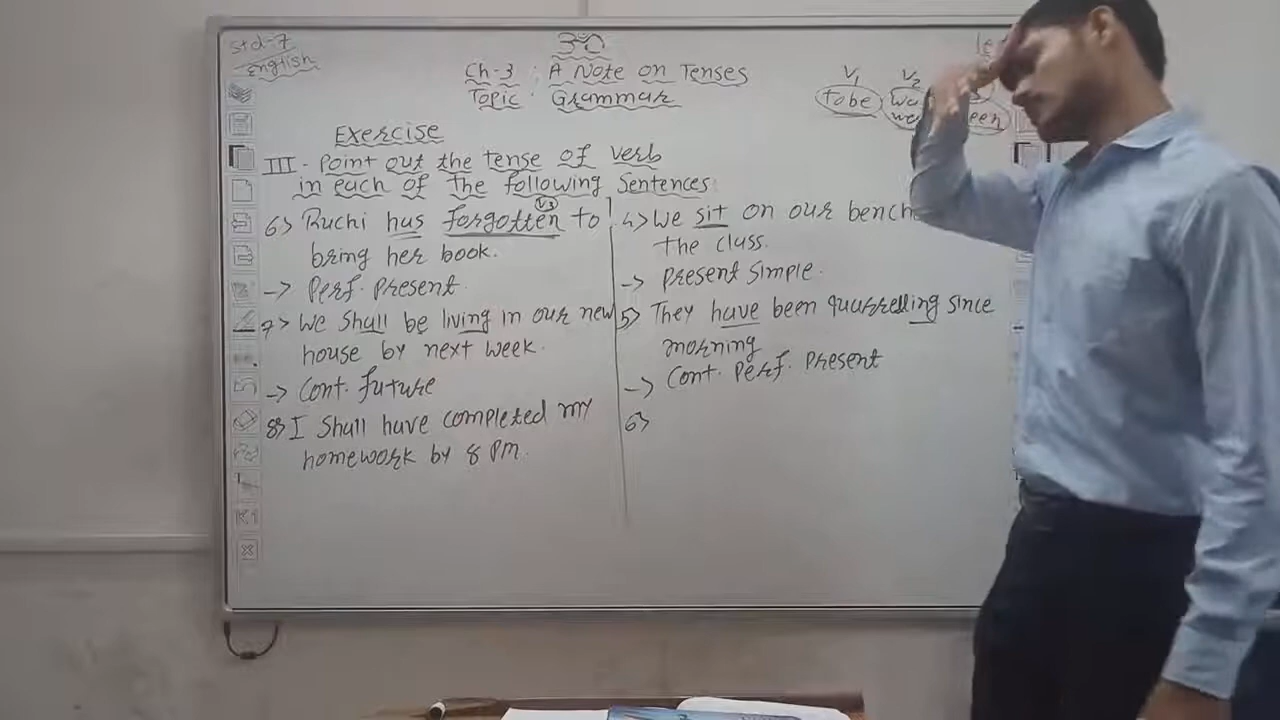 Std-7
English
ॐ
Ch-3 : A Note on Tenses
Topic : Grammar
V1 V2
to be
Exercise
III - Point out the tense of verb
in each of the following Sentences
6> Ruchi has forgotten to
V3
bring her book.
-> Perf. Present
7> We Shall be living in our new
house by next week.
-> Cont. future
8> I Shall have completed my
homework by 8 PM.
4> We sit on our bench
the class.
-> Present Simple.
5> They have been quarrelling since
morning
-> Cont. Perf. Present
6>